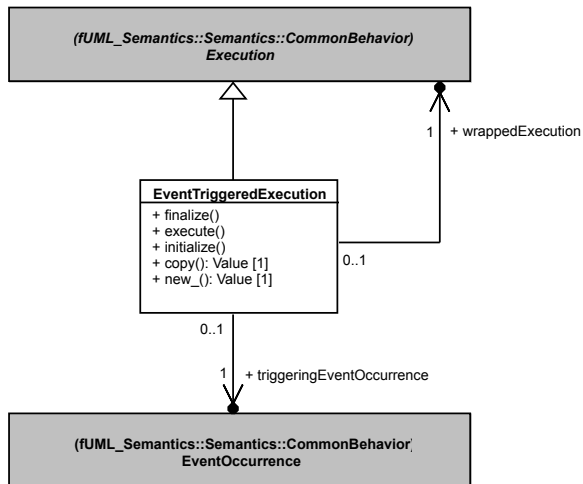 (fUML_Semantics::Semantics::CommonBehavior)
Execution
1
+ wrappedExecution
EventTriggeredExecution
+ finalize()
+ execute()
+ initialize()
+ copy(): Value [1]
+ new_(): Value [1]
0..1
0..1
1
+ triggeringEventOccurrence
(fUML_Semantics::Semantics::CommonBehavior)
EventOccurrence